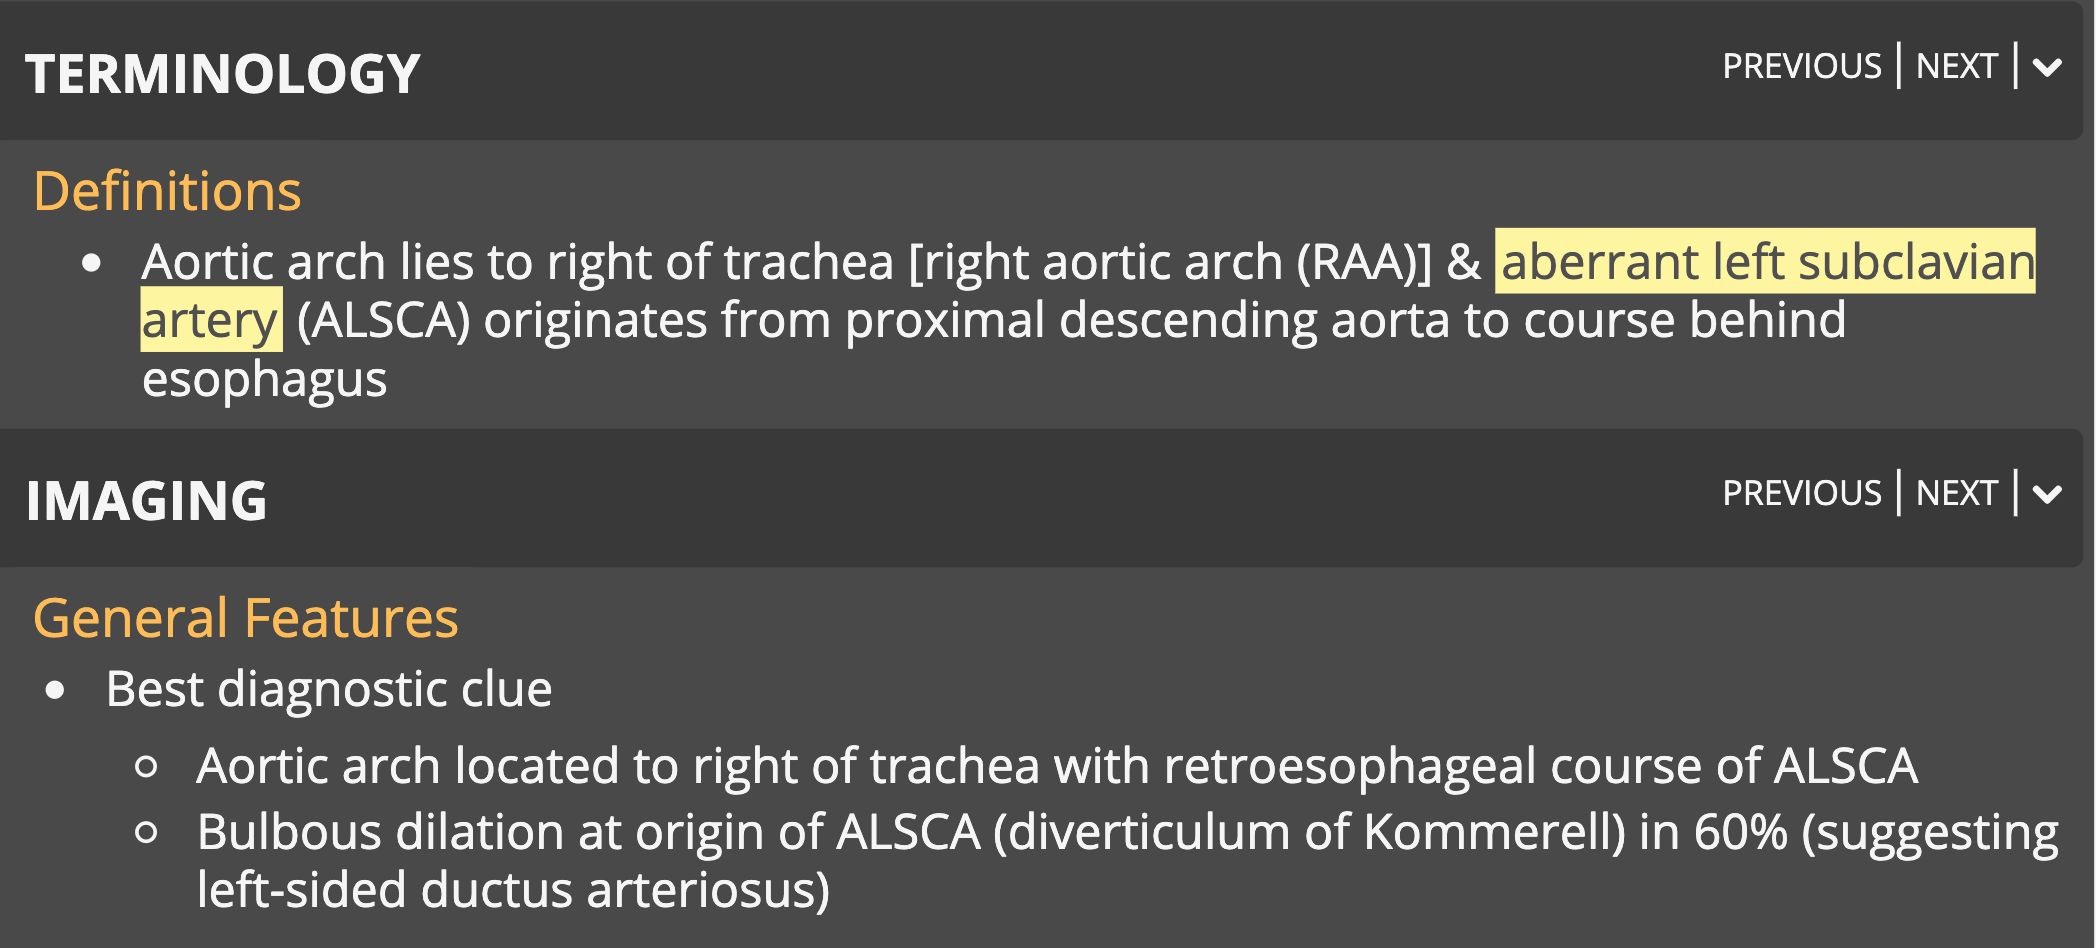 TERMINOLOGY
PREVIOUS | NEXT |
Definitions
• Aortic arch lies to right of trachea [right aortic arch (RAA)] & aberrant left subclavian
artery (ALSCA) originates from proximal descending aorta to course behind
esophagus
IMAGING
PREVIOUS | NEXT |
General Features
• Best diagnostic clue
○ Aortic arch located to right of trachea with retroesophageal course of ALSCA
○ Bulbous dilation at origin of ALSCA (diverticulum of Kommerell) in 60% (suggesting
left-sided ductus arteriosus)